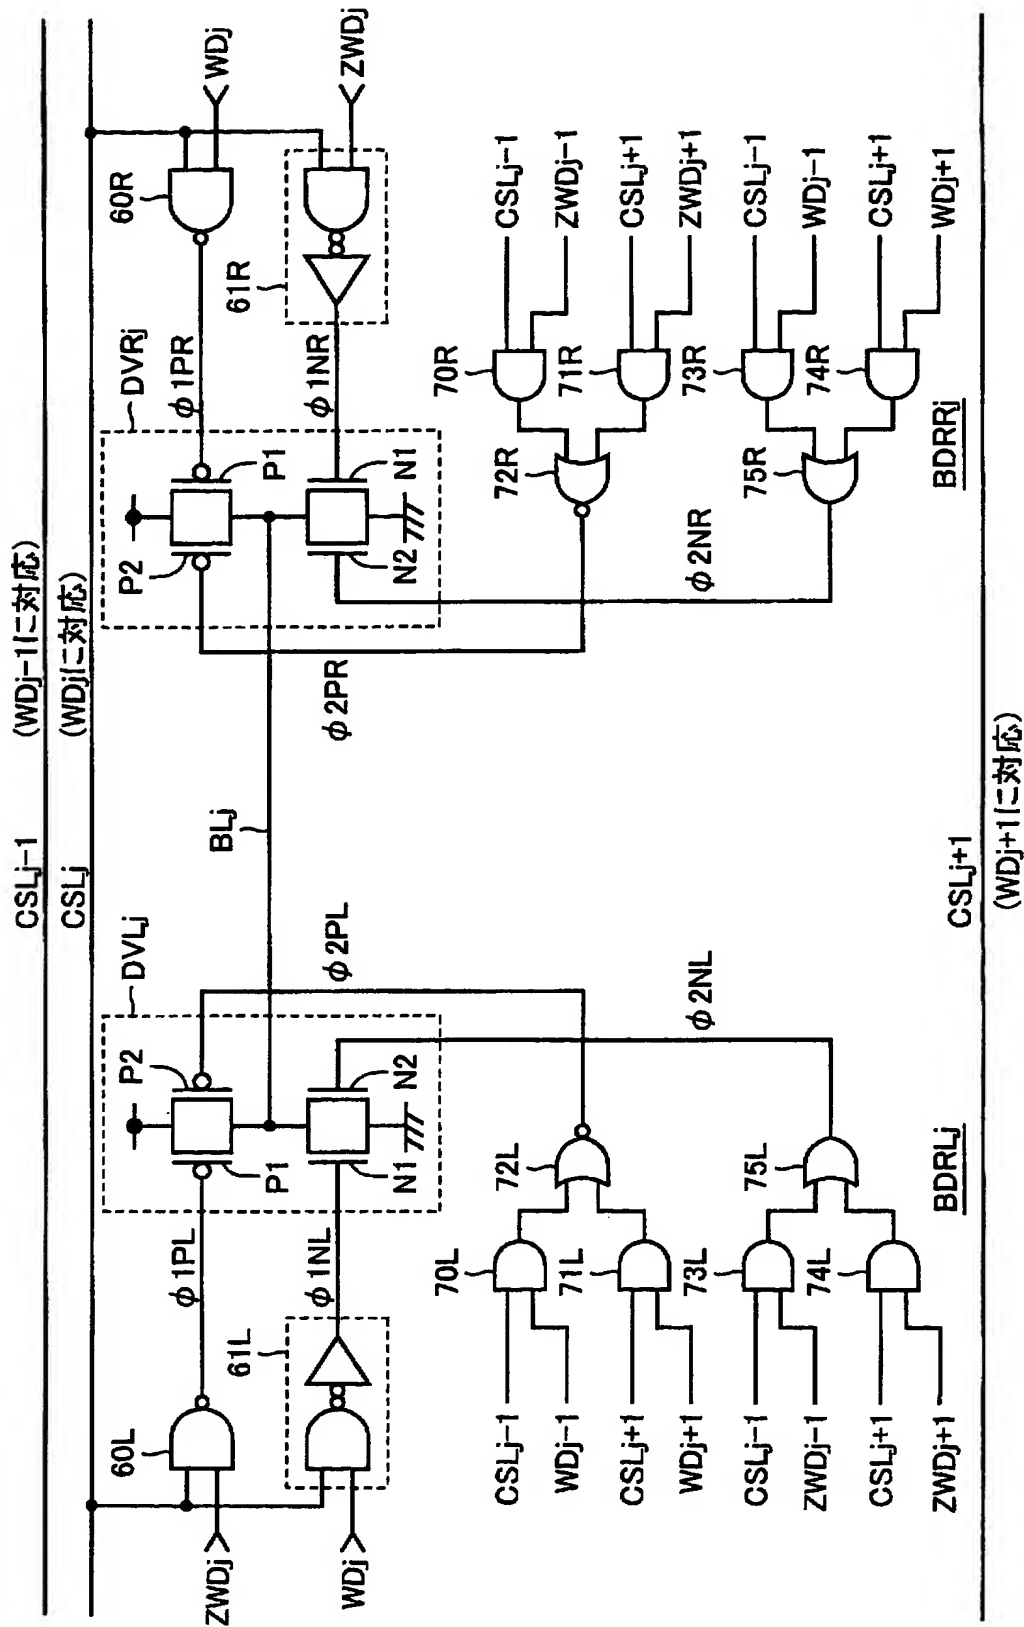 CSLj-1 (WDj-1に対応)
CSLj (WDjに対応)
DVLj
BLj
DVRj
P2
P1
N1
N2
P2
P1
N2
N1
60L
φ1PL
φ2PL
φ2PR
φ1PR
60R
ZWDj
WDj
WDj
ZWDj
61L
φ1NL
φ1NR
61R
CSLj-1
WDj-1
70L
72L
CSLj+1
WDj+1
71L
CSLj-1
ZWDj-1
73L
75L
φ2NL
CSLj+1
ZWDj+1
74L
BDRLj
72R
70R
CSLj-1
ZWDj-1
71R
CSLj+1
ZWDj+1
φ2NR
75R
73R
CSLj-1
WDj-1
74R
CSLj+1
WDj+1
BDRRj
CSLj+1
(WDj+1に対応)